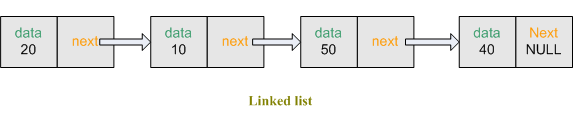 data
20
next
data
10
next
data
50
next
data
40
Next
NULL
Linked list